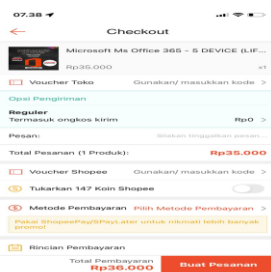 07.38
Checkout
Microsoft Ms Office 365 - 5 DEVICE (LIF...
Rp35.000
x1
Voucher Toko Gunakan/ masukkan kode >
Opsi Pengiriman
Reguler
Termasuk ongkos kirim Rp0 >
Pesan: Silakan tinggalkan pesan...
Total Pesanan (1 Produk): Rp35.000
Voucher Shopee Gunakan/ masukkan kode >
Tukarkan 147 Koin Shopee
Metode Pembayaran Pilih Metode Pembayaran >
Pakai ShopeePay/SPayLater untuk nikmati lebih banyak
promo!
Rincian Pembayaran
Total Pembayaran
Rp36.000
Buat Pesanan